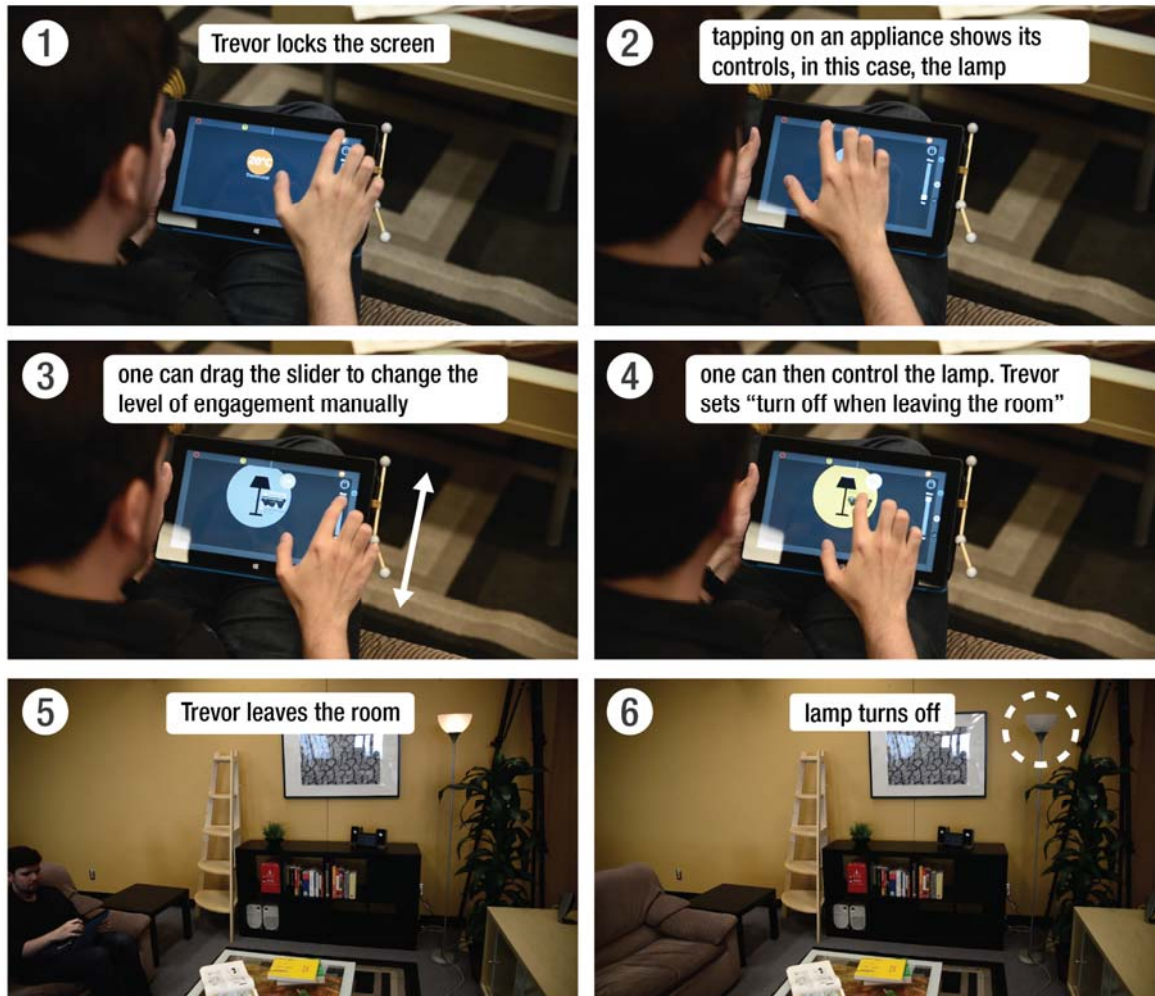 1
Trevor locks the screen
20°C
2
tapping on an appliance shows its
controls, in this case, the lamp
3
one can drag the slider to change the
level of engagement manually
4
one can then control the lamp. Trevor
sets “turn off when leaving the room”
5
Trevor leaves the room
6
lamp turns off